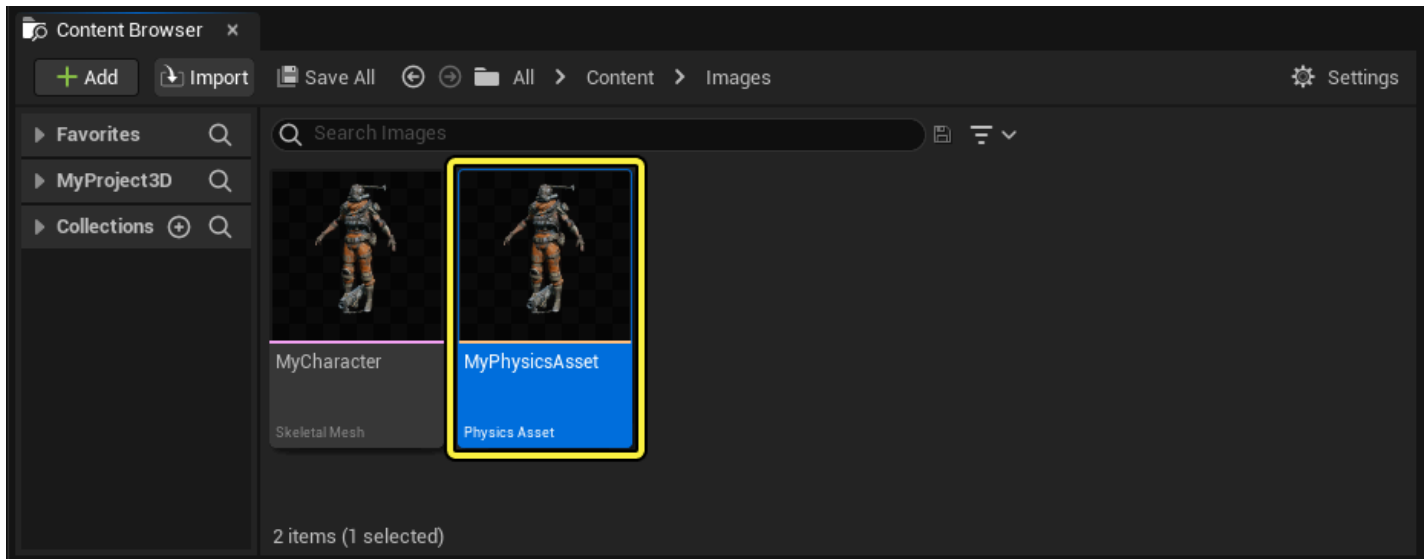 Content Browser
Add Import Save All All Content Images Settings
Favorites
Search Images
MyProject3D
Collections
MyCharacter
Skeletal Mesh
MyPhysicsAsset
Physics Asset
2 items (1 selected)